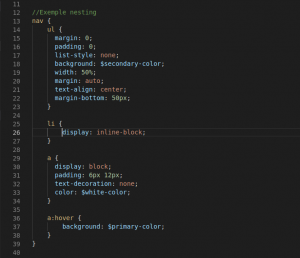 11
12 //Exemple nesting
13 nav {
14 ul {
15 margin: 0;
16 padding: 0;
17 list-style: none;
18 background: $secondary-color;
19 width: 50%;
20 margin: auto;
21 text-align: center;
22 margin-bottom: 50px;
23 }
24
25 li {
26 display: inline-block;
27 }
28
29 a {
30 display: block;
31 padding: 6px 12px;
32 text-decoration: none;
33 color: $white-color;
34 }
35
36 a:hover {
37 background: $primary-color;
38 }
39 }
40